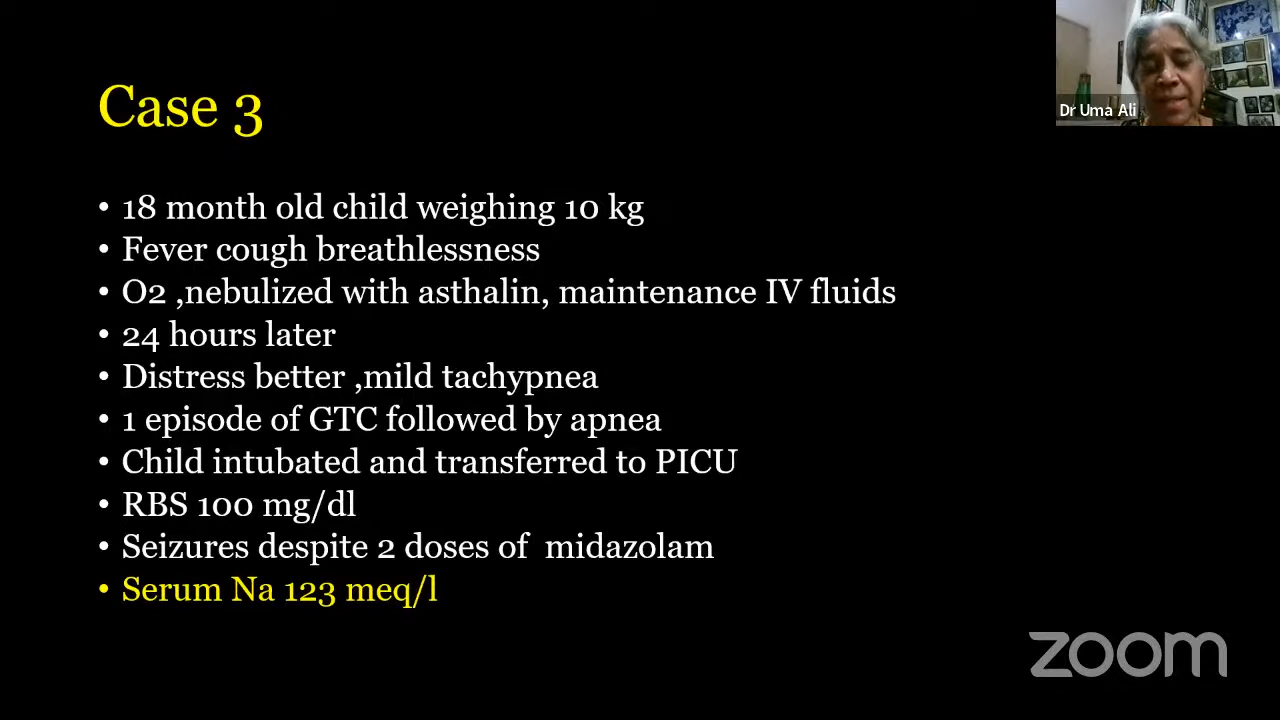 Case 3
Dr Uma Ali
• 18 month old child weighing 10 kg
• Fever cough breathlessness
• O2 ,nebulized with asthalin, maintenance IV fluids
• 24 hours later
• Distress better ,mild tachypnea
• 1 episode of GTC followed by apnea
• Child intubated and transferred to PICU
• RBS 100 mg/dl
• Seizures despite 2 doses of  midazolam
• Serum Na 123 meq/l
zoom